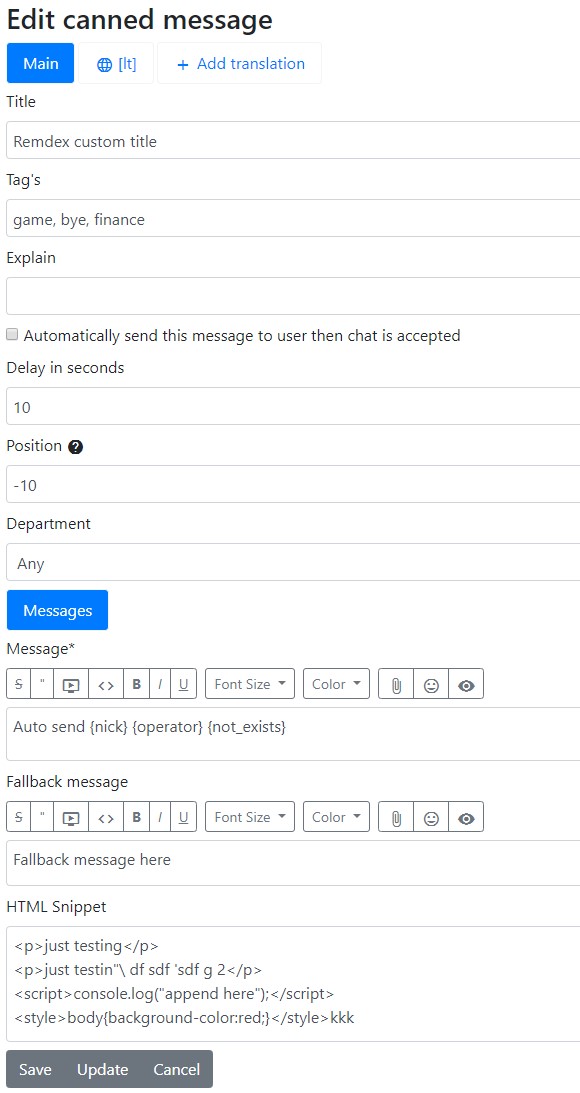 Edit canned message
Main [lt] + Add translation
Title
Remdex custom title
Tag's
game, bye, finance
Explain
Automatically send this message to user then chat is accepted
Delay in seconds
10
Position ?
-10
Department
Any
Messages
Message*
S " <> B I U Font Size Color
Auto send {nick} {operator} {not_exists}
Fallback message
S " <> B I U Font Size Color
Fallback message here
HTML Snippet
<p>just testing</p>
<p>just testin"\ df sdf 'sdf g 2</p>
<script>console.log("append here");</script>
<style>body{background-color:red;}</style>kkk
Save Update Cancel